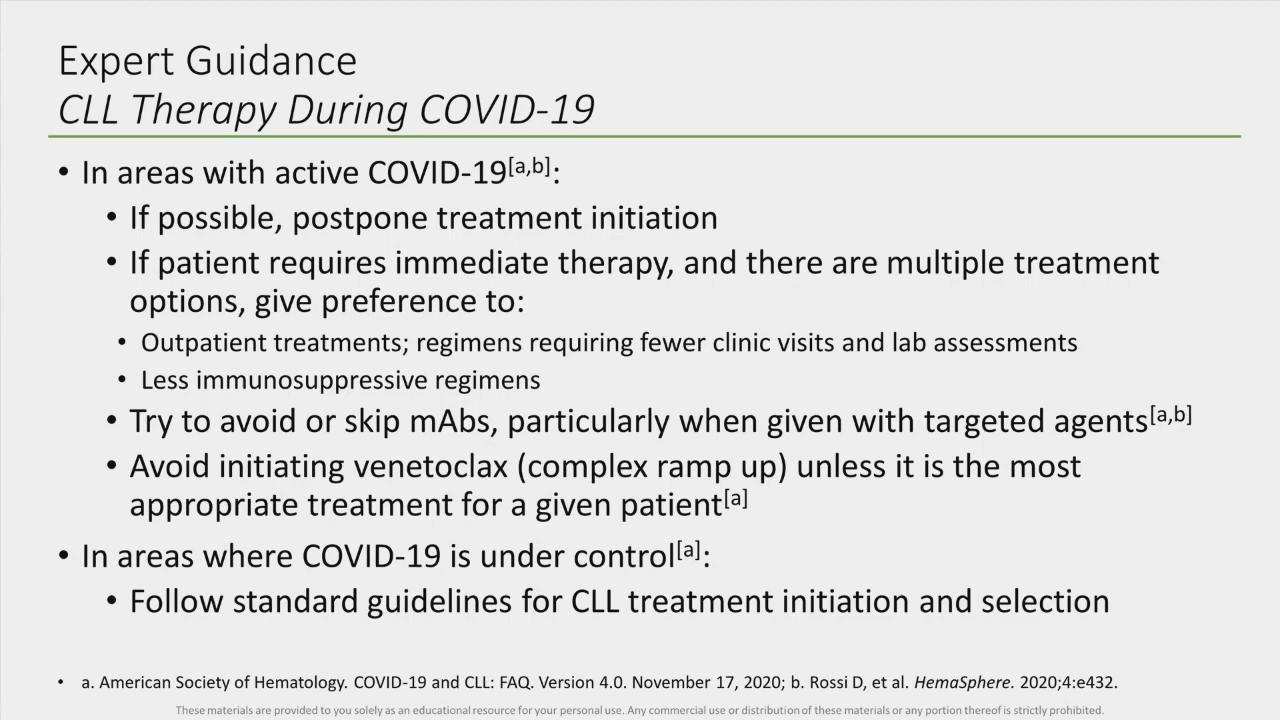 Expert Guidance
CLL Therapy During COVID-19
• In areas with active COVID-19[a,b]:
• If possible, postpone treatment initiation
• If patient requires immediate therapy, and there are multiple treatment
options, give preference to:
• Outpatient treatments; regimens requiring fewer clinic visits and lab assessments
• Less immunosuppressive regimens
• Try to avoid or skip mAbs, particularly when given with targeted agents[a,b]
• Avoid initiating venetoclax (complex ramp up) unless it is the most
appropriate treatment for a given patient[a]
• In areas where COVID-19 is under control[a]:
• Follow standard guidelines for CLL treatment initiation and selection
• a. American Society of Hematology. COVID-19 and CLL: FAQ. Version 4.0. November 17, 2020; b. Rossi D, et al. HemaSphere. 2020;4:e432.
These materials are provided to you solely as an educational resource for your personal use. Any commercial use or distribution of these materials or any portion thereof is strictly prohibited.